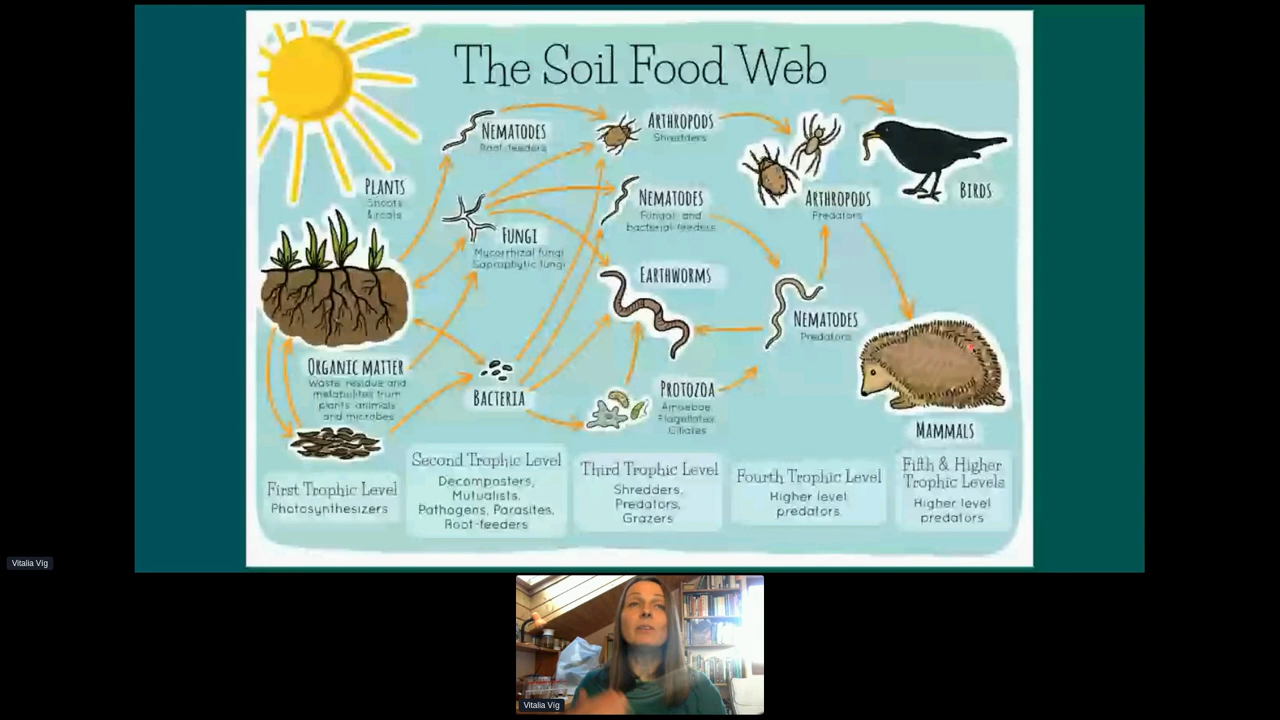 The Soil Food Web
NEMATODES
Root-feeders
ARTHROPODS
Shredders
PLANTS
Shoots
& roots
NEMATODES
Fungal- and
bacterial-feeders
ARTHROPODS
Predators
BIRDS
FUNGI
Mycorrhizal fungi
Saprophytic fungi
EARTHWORMS
NEMATODES
Predators
ORGANIC MATTER
Waste, residue and
metabolites from
plants, animals
and microbes
BACTERIA
PROTOZOA
Amoebae
Flagellates
Ciliates
MAMMALS
First Trophic Level
Photosynthesizers
Second Trophic Level
Decomposters,
Mutualists,
Pathogens, Parasites,
Root-feeders
Third Trophic Level
Shredders,
Predators,
Grazers
Fourth Trophic Level
Higher level
predators
Fifth & Higher
Trophic Levels
Higher level
predators
Vitalia Vig
Vitalia Vig